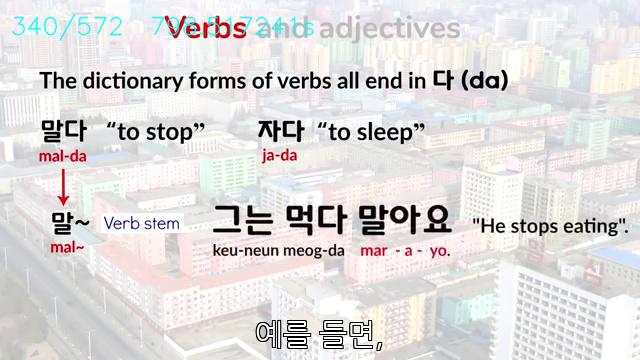 340/572
Verbs and adjectives
The dictionary forms of verbs all end in 다 (da)
말다 “to stop” 자다 “to sleep”
mal-da ja-da
말~ Verb stem 그는 먹다 말아요 "He stops eating".
mal~ keu-neun meog-da mar - a - yo.
예를 들면,